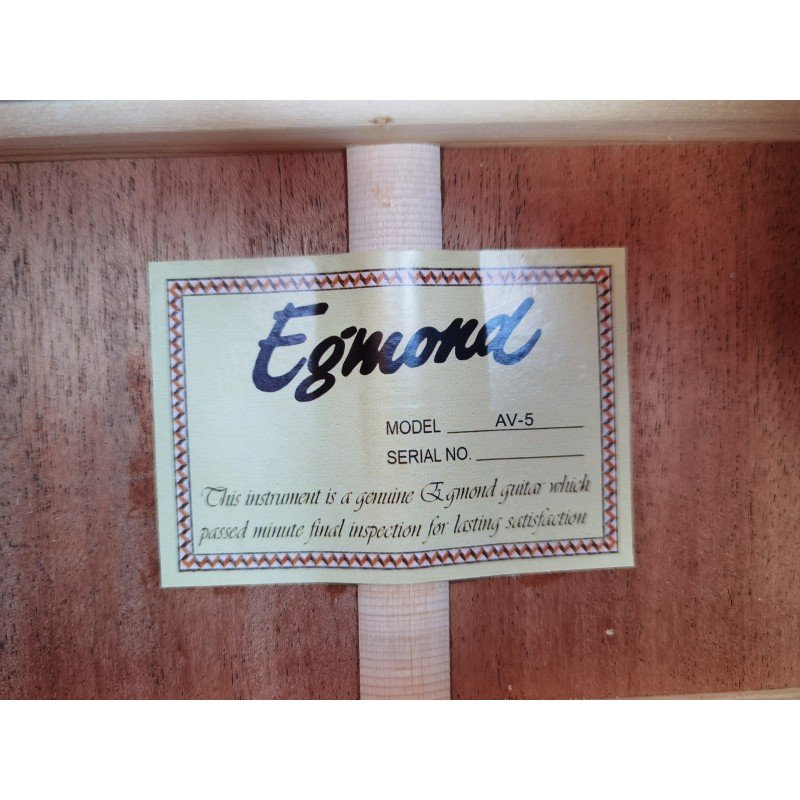 Egmond
MODEL AV-5
SERIAL NO.
This instrument is a genuine Egmond guitar which
passed minute final inspection for lasting satisfaction